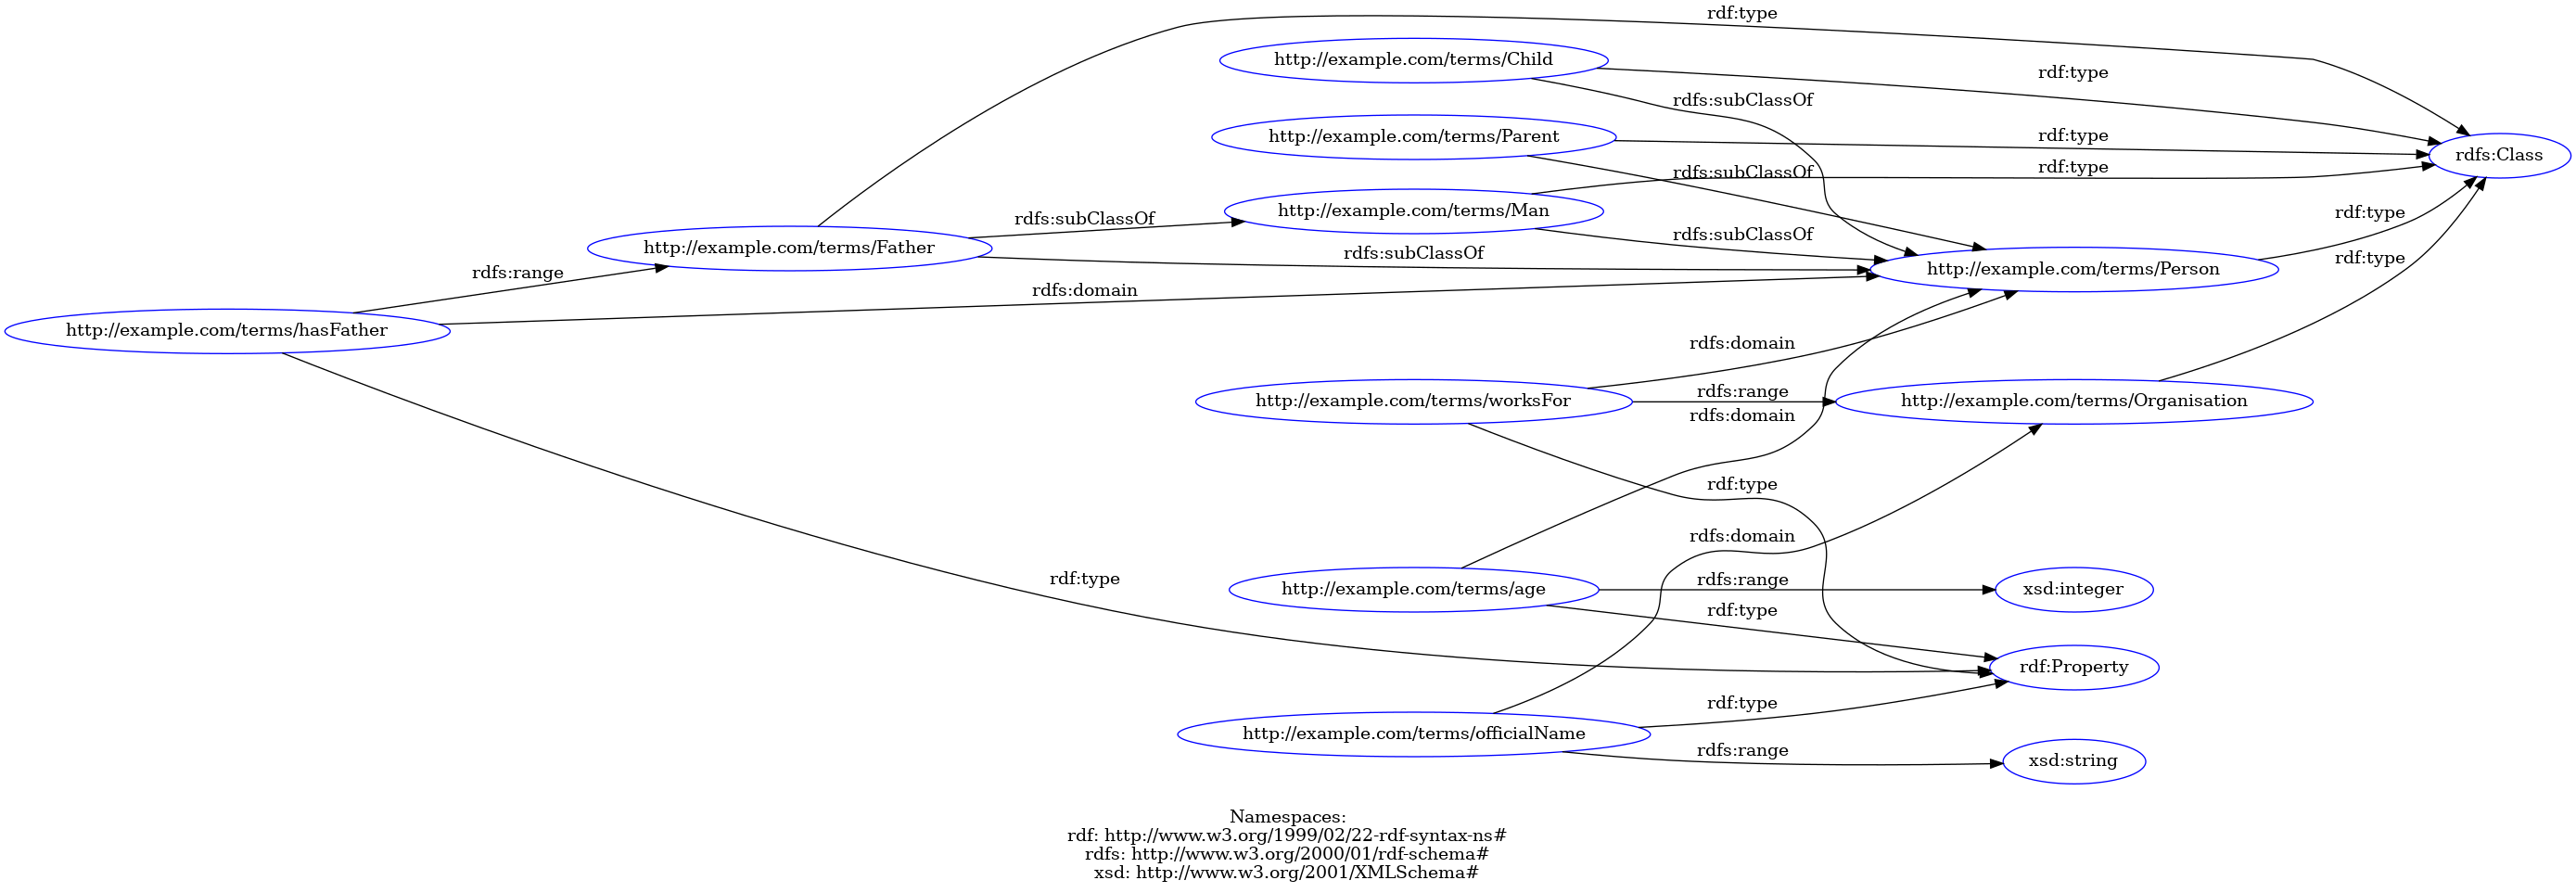 rdf:type
http://example.com/terms/Child
rdf:type
rdfs:subClassOf
http://example.com/terms/Parent
rdf:type
rdfs:Class
rdfs:subClassOf
rdf:type
http://example.com/terms/Man
rdfs:subClassOf
rdf:type
rdfs:subClassOf
http://example.com/terms/Father
rdfs:subClassOf
rdf:type
http://example.com/terms/Person
rdfs:range
rdfs:domain
http://example.com/terms/hasFather
rdfs:domain
rdfs:range
http://example.com/terms/worksFor
http://example.com/terms/Organisation
rdfs:domain
rdf:type
rdfs:domain
rdf:type
rdfs:range
http://example.com/terms/age
xsd:integer
rdf:type
rdf:Property
rdf:type
http://example.com/terms/officialName
rdfs:range
xsd:string
Namespaces:
rdf: http://www.w3.org/1999/02/22-rdf-syntax-ns#
rdfs: http://www.w3.org/2000/01/rdf-schema#
xsd: http://www.w3.org/2001/XMLSchema#